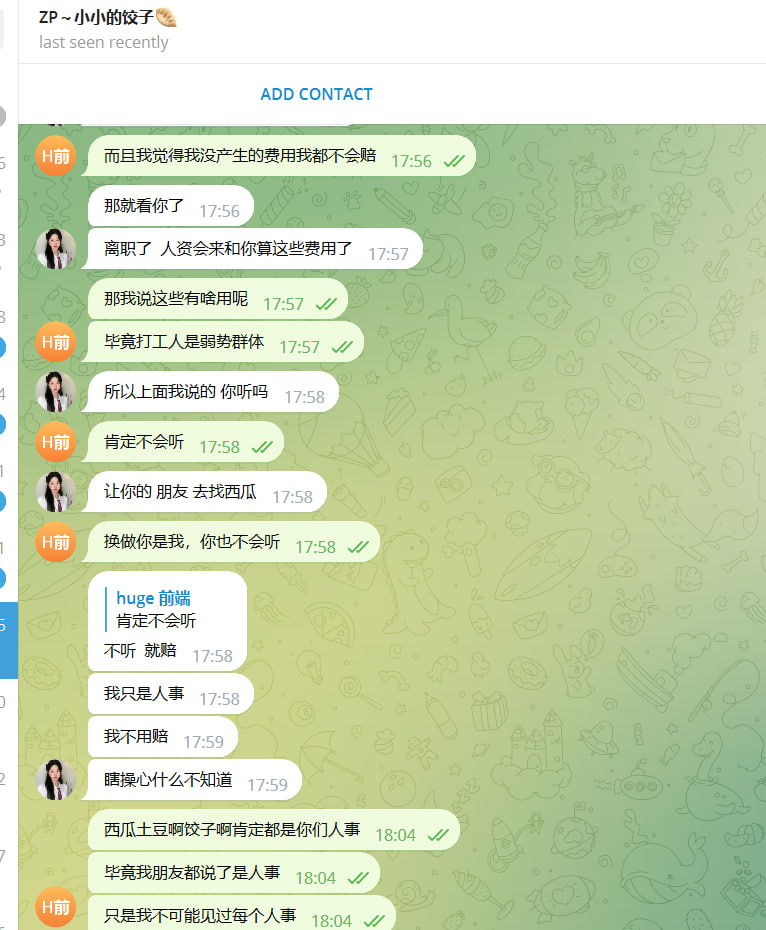 ZP ~ 小小的饺子🥟
last seen recently
ADD CONTACT
而且我觉得我没产生的费用我都不会赔 17:56
那就看你了 17:56
离职了 人资会来和你算这些费用了 17:57
那我说这些有啥用呢 17:57
毕竟打工人是弱势群体 17:57
所以上面我说的 你听吗 17:58
肯定不会听 17:58
让你的 朋友 去找西瓜 17:58
换做你是我，你也不会听 17:58
huge 前端
肯定不会听
不听 就赔 17:58
我只是人事 17:58
我不用赔 17:59
瞎操心什么不知道 17:59
西瓜土豆啊饺子啊肯定都是你们人事 18:04
毕竟我朋友都说了是人事 18:04
只是我不可能见过每个人事 18:04
H前
H前
H前
H前
H前